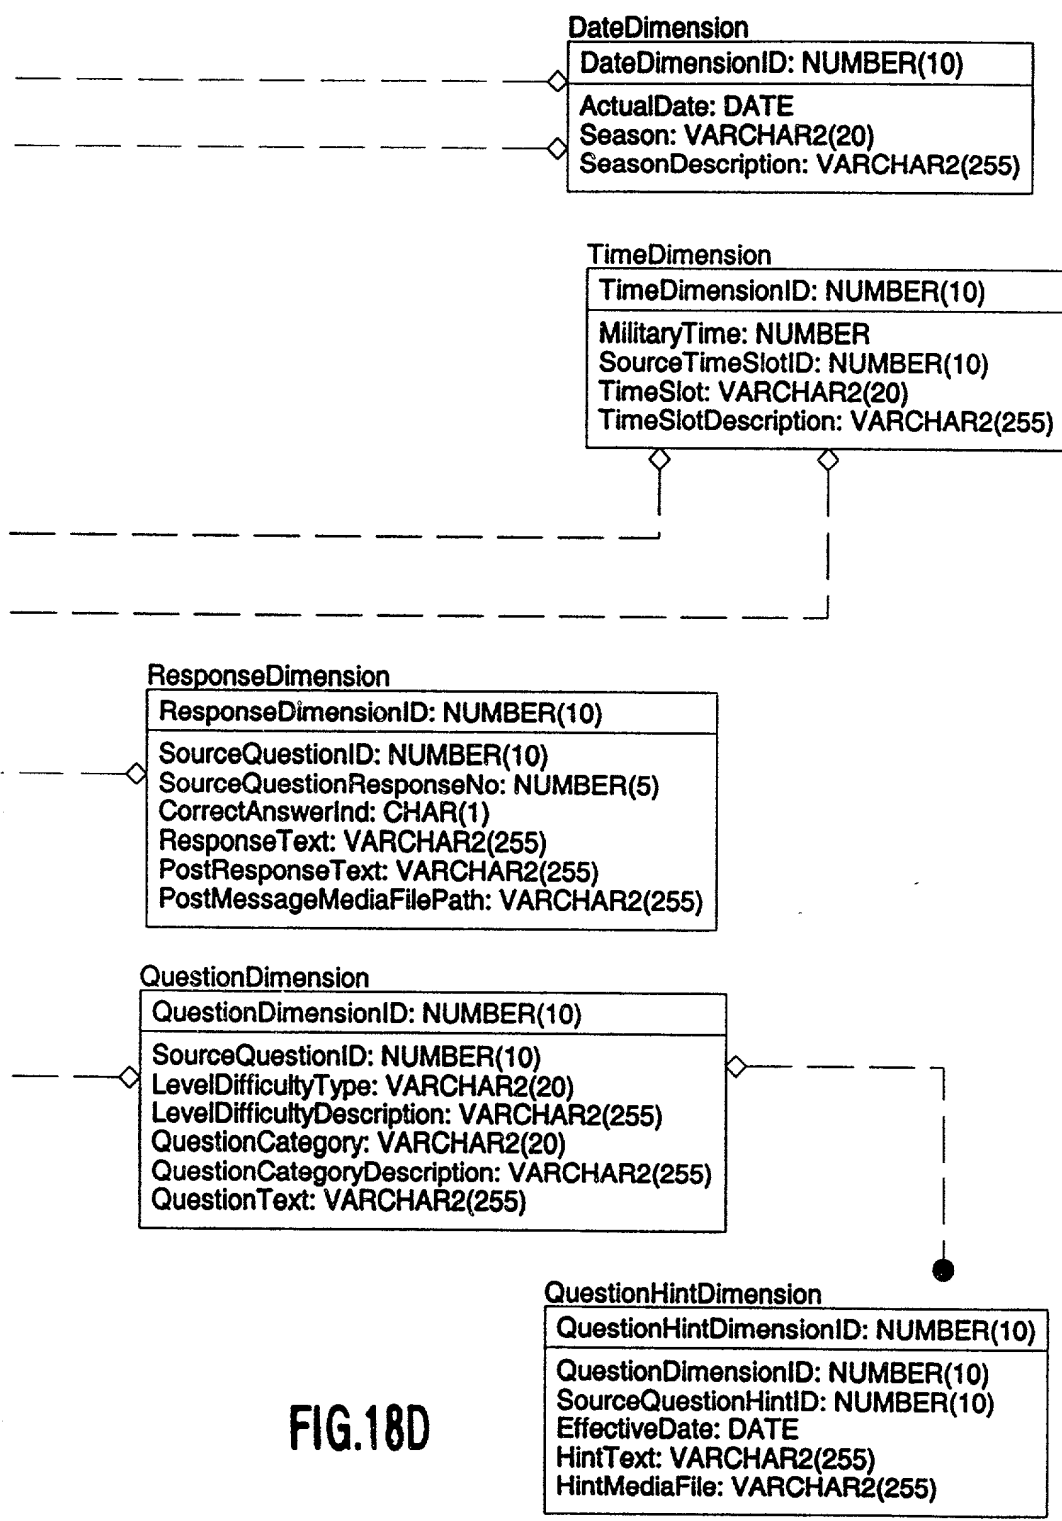 DateDimension
DateDimensionID: NUMBER(10)
ActualDate: DATE
Season: VARCHAR2(20)
SeasonDescription: VARCHAR2(255)
TimeDimension
TimeDimensionID: NUMBER(10)
MilitaryTime: NUMBER
SourceTimeSlotID: NUMBER(10)
TimeSlot: VARCHAR2(20)
TimeSlotDescription: VARCHAR2(255)
ResponseDimension
ResponseDimensionID: NUMBER(10)
SourceQuestionID: NUMBER(10)
SourceQuestionResponseNo: NUMBER(5)
CorrectAnswerInd: CHAR(1)
ResponseText: VARCHAR2(255)
PostResponseText: VARCHAR2(255)
PostMessageMediaFilePath: VARCHAR2(255)
QuestionDimension
QuestionDimensionID: NUMBER(10)
SourceQuestionID: NUMBER(10)
LevelDifficultyType: VARCHAR2(20)
LevelDifficultyDescription: VARCHAR2(255)
QuestionCategory: VARCHAR2(20)
QuestionCategoryDescription: VARCHAR2(255)
QuestionText: VARCHAR2(255)
QuestionHintDimension
QuestionHintDimensionID: NUMBER(10)
QuestionDimensionID: NUMBER(10)
SourceQuestionHintID: NUMBER(10)
EffectiveDate: DATE
HintText: VARCHAR2(255)
HintMediaFile: VARCHAR2(255)
FIG.18D